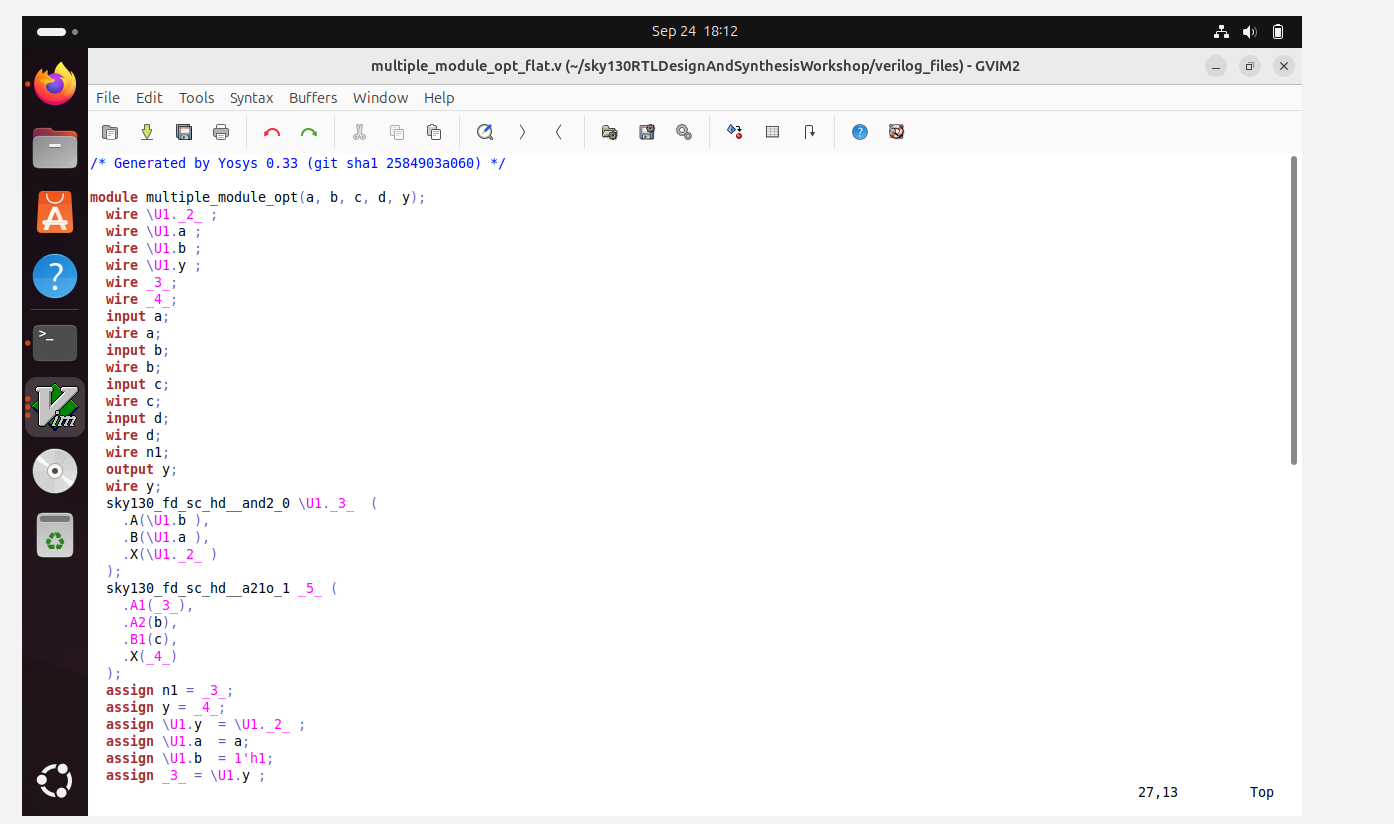 Sep 24 18:12
multiple_module_opt_flat.v (~/sky130RTLDesignAndSynthesisWorkshop/verilog_files) - GVIM2
File Edit Tools Syntax Buffers Window Help
/* Generated by Yosys 0.33 (git sha1 2584903a060) */
module multiple_module_opt(a, b, c, d, y);
  wire \U1._2_ ;
  wire \U1.a ;
  wire \U1.b ;
  wire \U1.y ;
  wire _3_;
  wire _4_;
  input a;
  wire a;
  input b;
  wire b;
  input c;
  wire c;
  input d;
  wire d;
  wire n1;
  output y;
  wire y;
  sky130_fd_sc_hd__and2_0 \U1._3_  (
    .A(\U1.b ),
    .B(\U1.a ),
    .X(\U1._2_ )
  );
  sky130_fd_sc_hd__a21o_1 _5_ (
    .A1(_3_),
    .A2(b),
    .B1(c),
    .X(_4_)
  );
  assign n1 = _3_;
  assign y = _4_;
  assign \U1.y  = \U1._2_ ;
  assign \U1.a  = a;
  assign \U1.b  = 1'h1;
  assign _3_ = \U1.y ;
27,13 Top